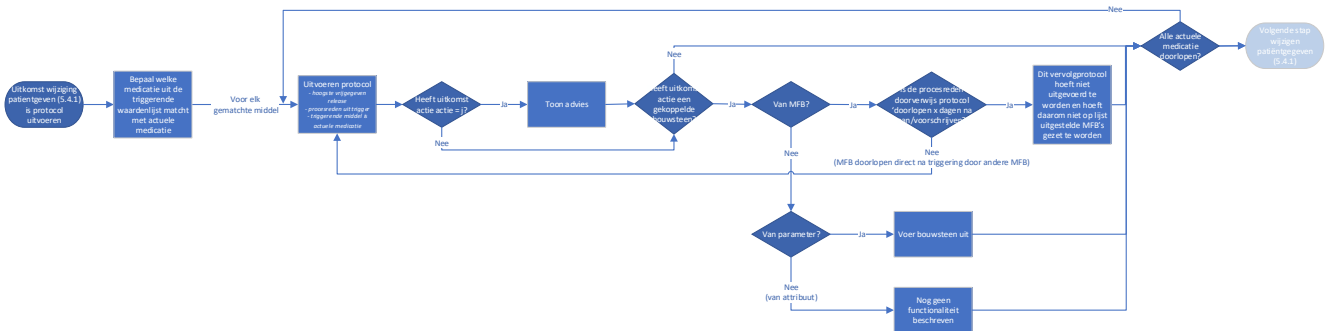 Uitkomst wijziging
patientgeven (5.4.1)
is protocol
uitvoeren
Bepaal welke
medicatie uit de
triggerende
waardenlijst matcht
met actuele
medicatie
Voor elk
gematchte middel
Uitvoeren protocol
- hoogste vrijgegeven
release
- procesreden uit trigger
- triggerende middel is
actuele medicatie
Heeft uitkomst
actie actie = j?
Ja
Nee
Toon advies
Heeft uitkomst
actie een
gekoppelde
bouwsteen?
Nee
Ja
Van MFB?
Ja
Nee
Is de procesreden
doorverwijs protocol
'doorlopen x dagen na
aan/voorschrijven?
Ja
Nee
(MFB doorlopen direct na triggering door andere MFB)
Dit vervolgprotocol
hoeft niet
uitgevoerd te
worden en hoeft
daarom niet op lijst
uitgestelde MFB's
gezet te worden
Nee
Alle actuele
medicatie
doorlopen?
Volgende stap
wijzigen
patiëntgegeven
(5.4.1)
Van parameter?
Ja
Voer bouwsteen uit
Nee
(van attribuut)
Nog geen
functionaliteit
beschreven